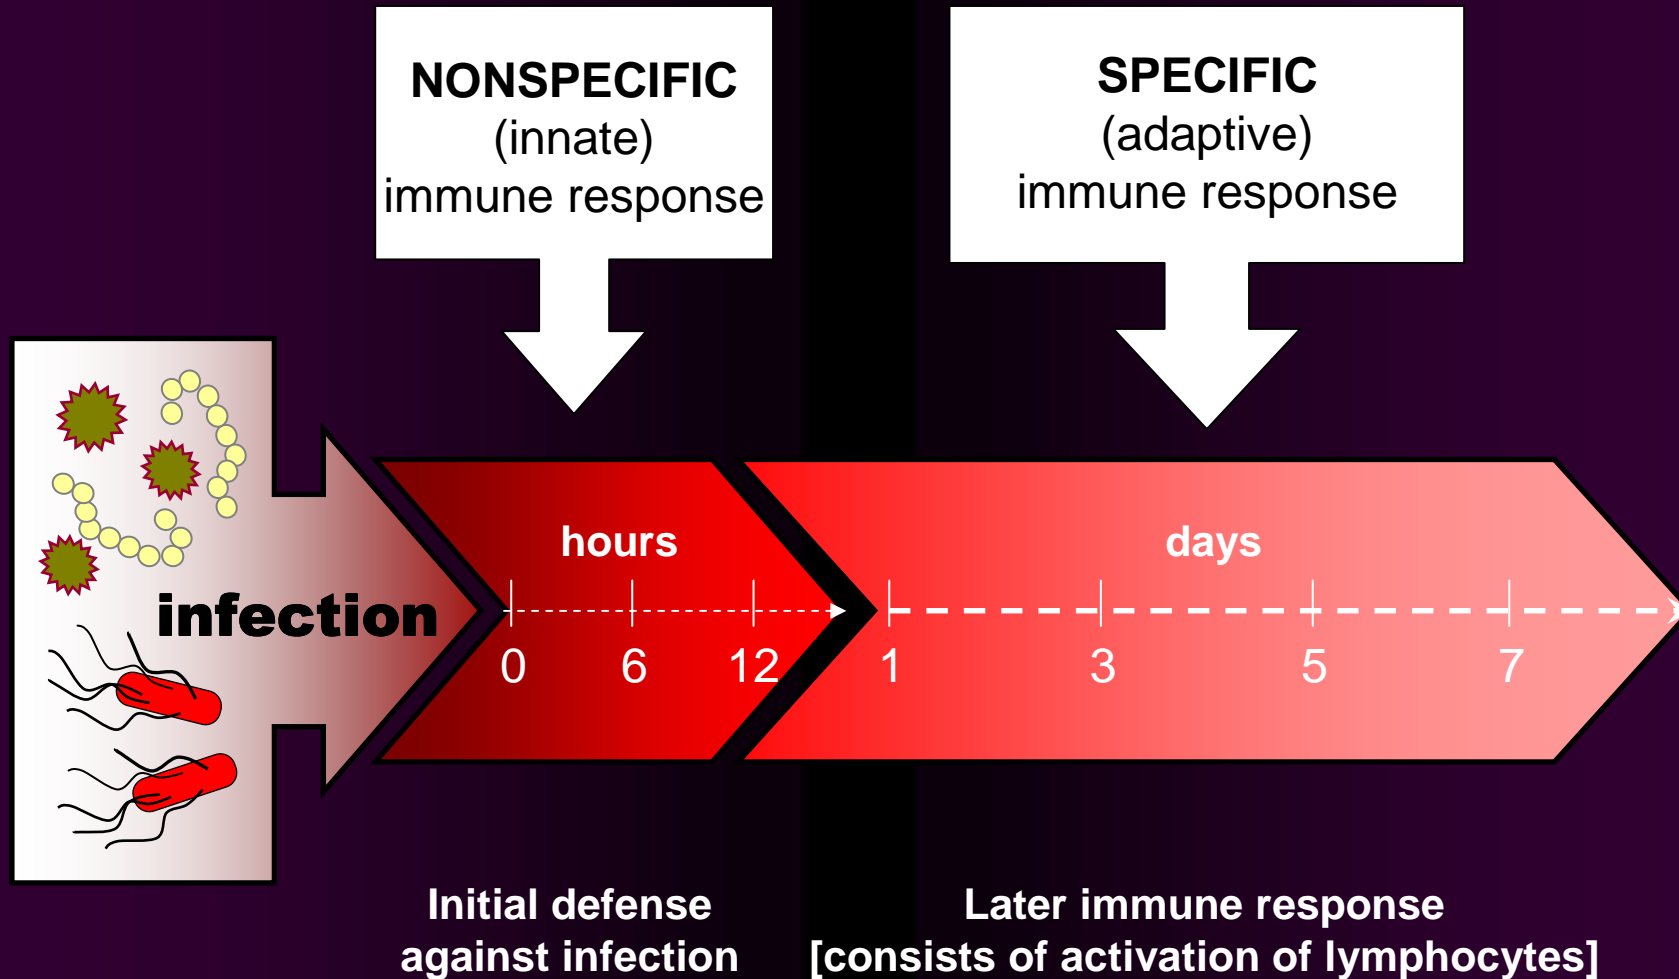 NONSPECIFIC
(innate)
immune response
SPECIFIC
(adaptive)
immune response
infection
hours
0 6 12
days
1 3 5 7
Initial defense
against infection
Later immune response
[consists of activation of lymphocytes]